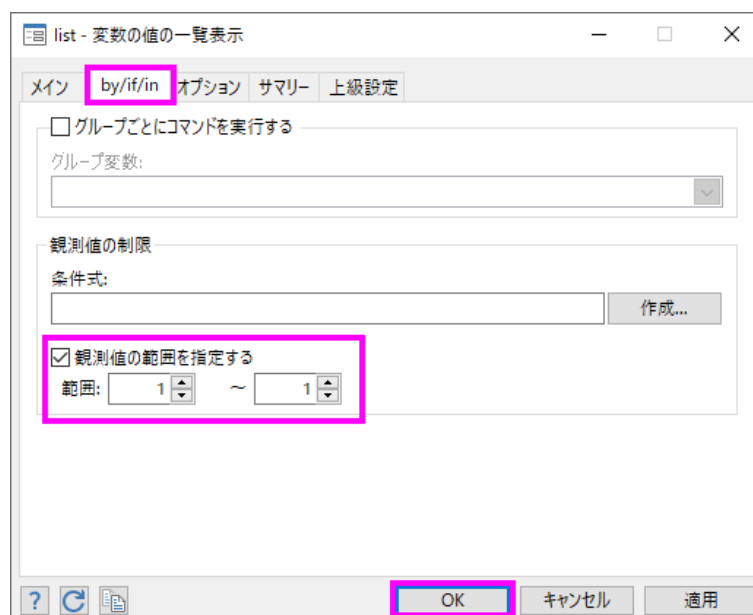 list - 変数の値の一覧表示
メイン by/if/in オプション サマリー 上級設定
グループごとにコマンドを実行する
グループ変数:
観測値の制限
条件式:
作成...
観測値の範囲を指定する
範囲: 1 ～ 1
? OK キャンセル 適用